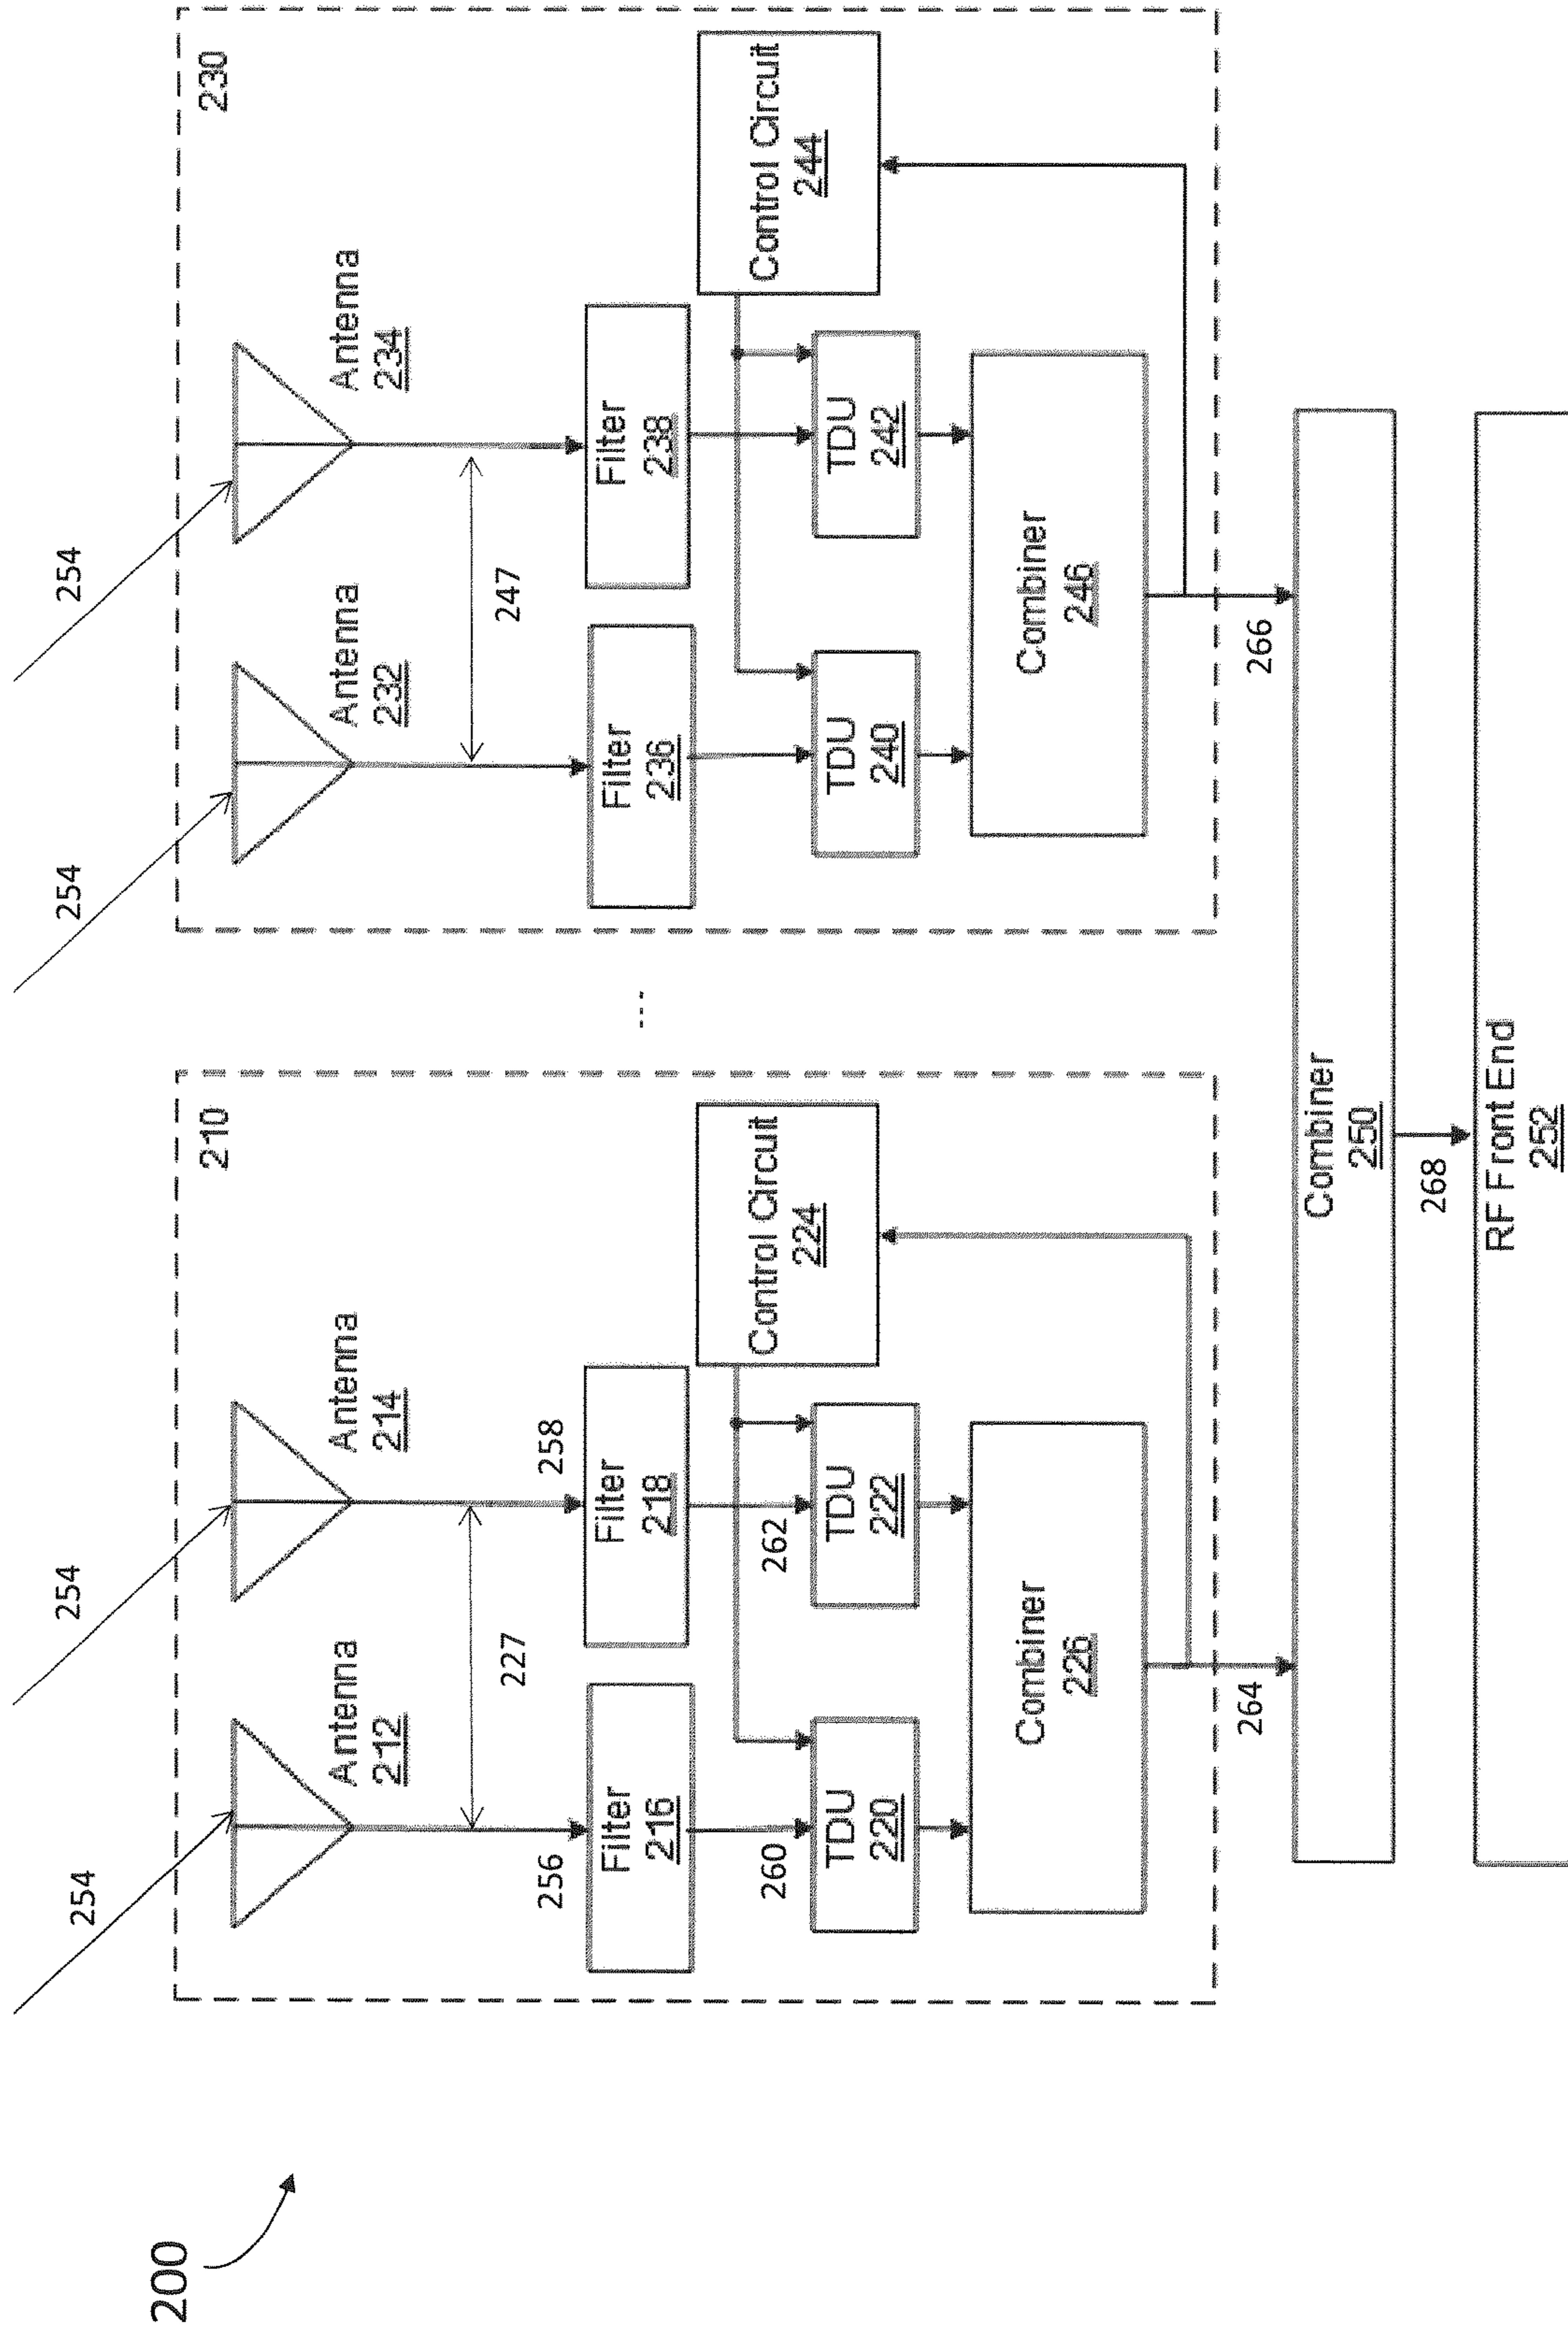 200
254
254
254
254
210
230
Antenna
212
Antenna
214
Antenna
232
Antenna
234
227
247
256
258
Filter
216
Filter
218
Filter
236
Filter
238
260
262
Control Circuit
224
Control Circuit
244
TDU
220
TDU
222
TDU
240
TDU
242
...
Combiner
226
Combiner
246
264
266
Combiner
250
268
RF Front End
252